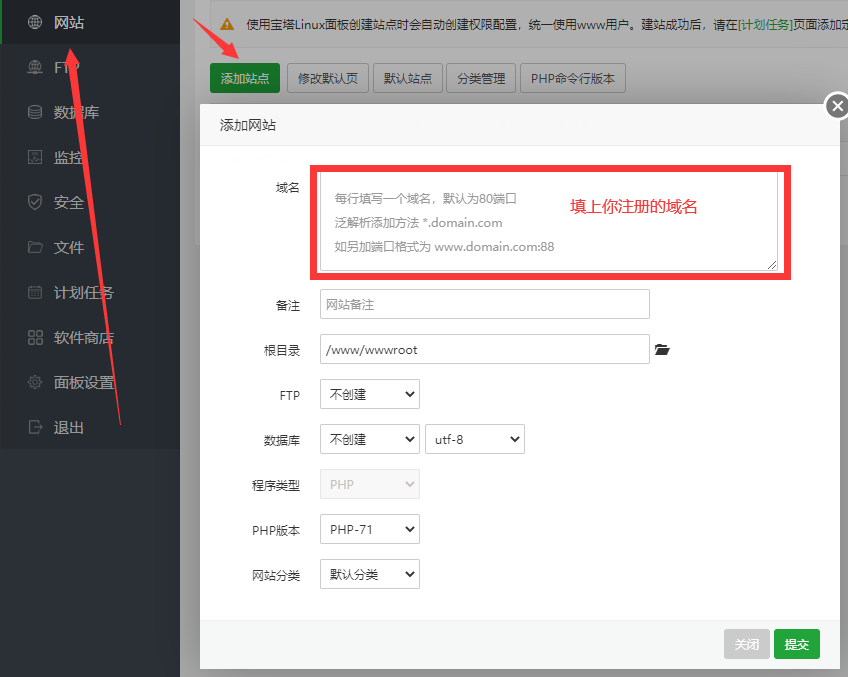 网站
FTP
数据库
监控
安全
文件
计划任务
软件商店
面板设置
退出
使用宝塔Linux面板创建站点时会自动创建权限配置，统一使用www用户。建站成功后，请在[计划任务]页面添加定
添加站点
修改默认页
默认站点
分类管理
PHP命令行版本
添加网站
域名
每行填写一个域名，默认为80端口
泛解析添加方法 *.domain.com
如另加端口格式为 www.domain.com:88
填上你注册的域名
备注
网站备注
根目录
/www/wwwroot
FTP
不创建
数据库
不创建
utf-8
程序类型
PHP
PHP版本
PHP-71
网站分类
默认分类
关闭
提交